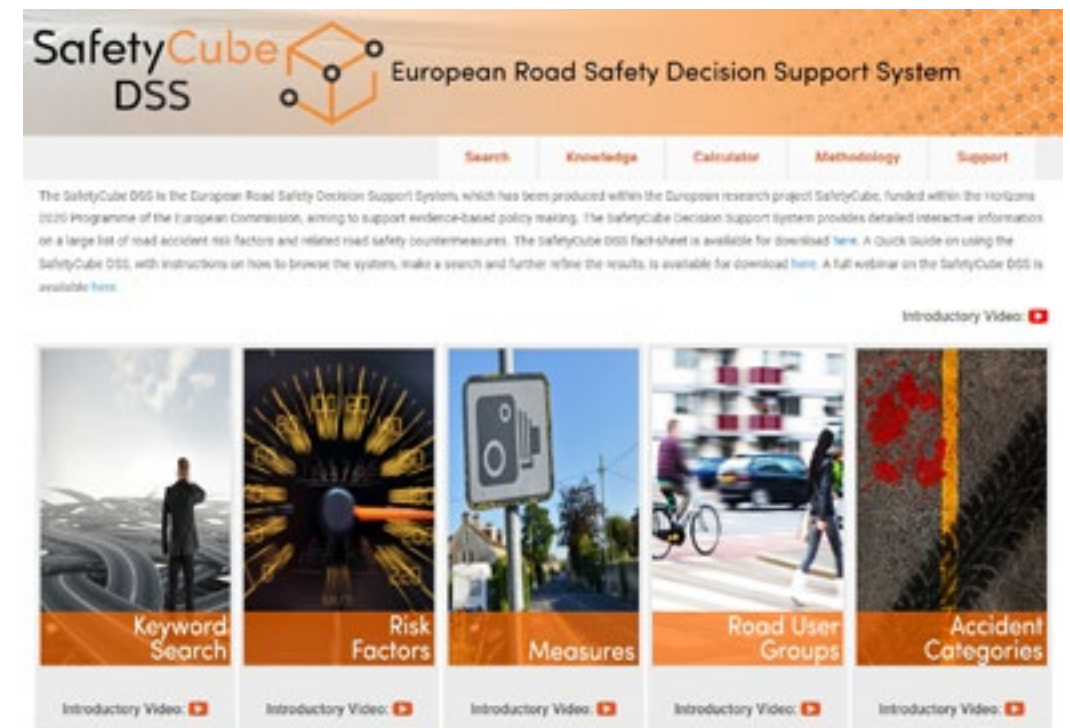 SafetyCube
DSS
European Road Safety Decision Support System
Search Knowledge Calculator Methodology Support
The SafetyCube DSS is the European Road Safety Decision Support System, which has been produced within the European research project SafetyCube, funded within the Horizons
2020 Programme of the European Commission, aiming to support evidence-based policy making. The SafetyCube Decision Support System provides detailed interactive information
on a large list of road accident risk factors and related road safety countermeasures. The SafetyCube DSS fact-sheet is available for download here. A Quick Guide on using the
SafetyCube DSS, with instructions on how to browse the system, make a search and further refine the results, is available for download here. A full webinar on the SafetyCube DSS is
available here.
Introductory Video:
Keyword
Search
Risk
Factors
Measures
Road User
Groups
Accident
Categories
Introductory Video:
Introductory Video:
Introductory Video:
Introductory Video:
Introductory Video: